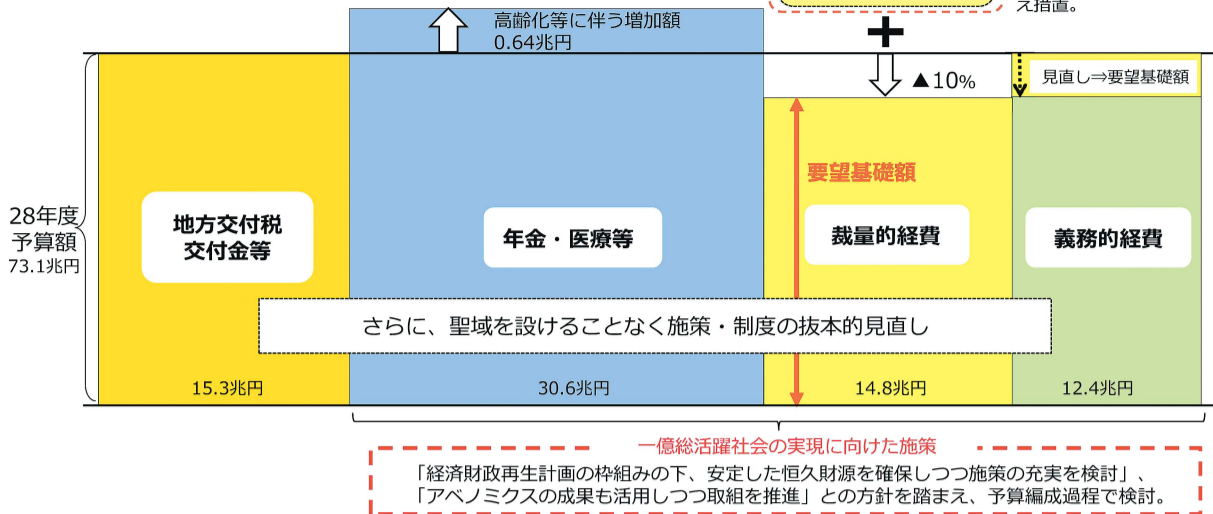 え措置。
高齢化等に伴う増加額
0.64兆円
+
▲10%
見直し⇒要望基礎額
28年度
予算額
73.1兆円
要望基礎額
地方交付税
交付金等
年金・医療等
裁量的経費
義務的経費
さらに、聖域を設けることなく施策・制度の抜本的見直し
15.3兆円
30.6兆円
14.8兆円
12.4兆円
一億総活躍社会の実現に向けた施策
「経済財政再生計画の枠組みの下、安定した恒久財源を確保しつつ施策の充実を検討」、
「アベノミクスの成果も活用しつつ取組を推進」との方針を踏まえ、予算編成過程で検討。